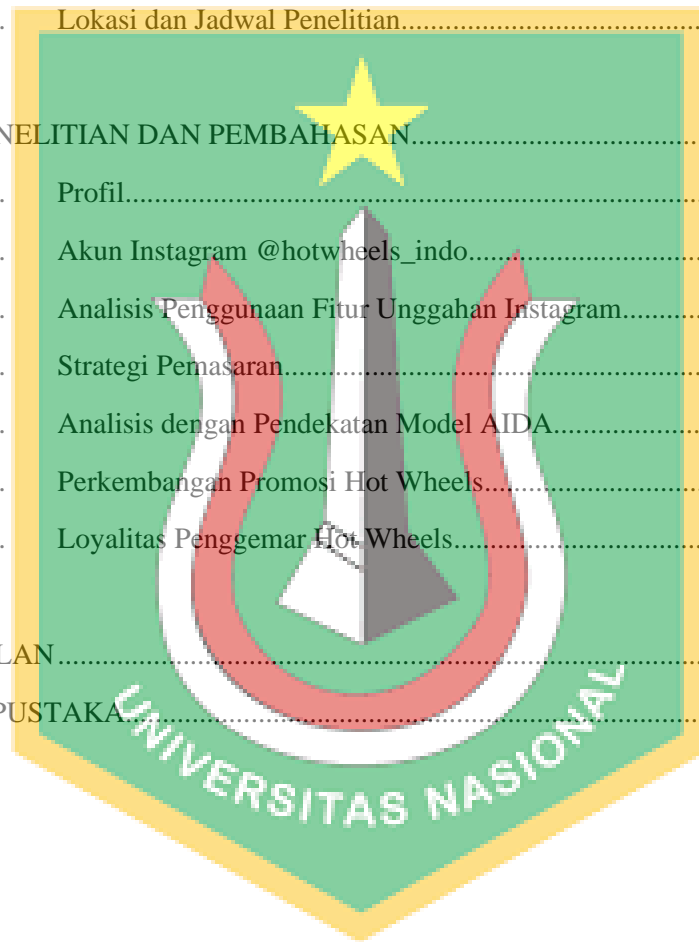 . Lokasi dan Jadwal Penelitian..................................................
NELITIAN DAN PEMBAHASAN...............................................
. Profil...............................................................................................
. Akun Instagram @hotwheels_indo.......................................
. Analisis Penggunaan Fitur Unggahan Instagram.............
. Strategi Pemasaran......................................................................
. Analisis dengan Pendekatan Model AIDA.........................
. Perkembangan Promosi Hot Wheels....................................
. Loyalitas Penggemar Hot Wheels.........................................
LAN....................................................................................................
PUSTAKA.........................................................................................
UNIVERSITAS NASIONAL